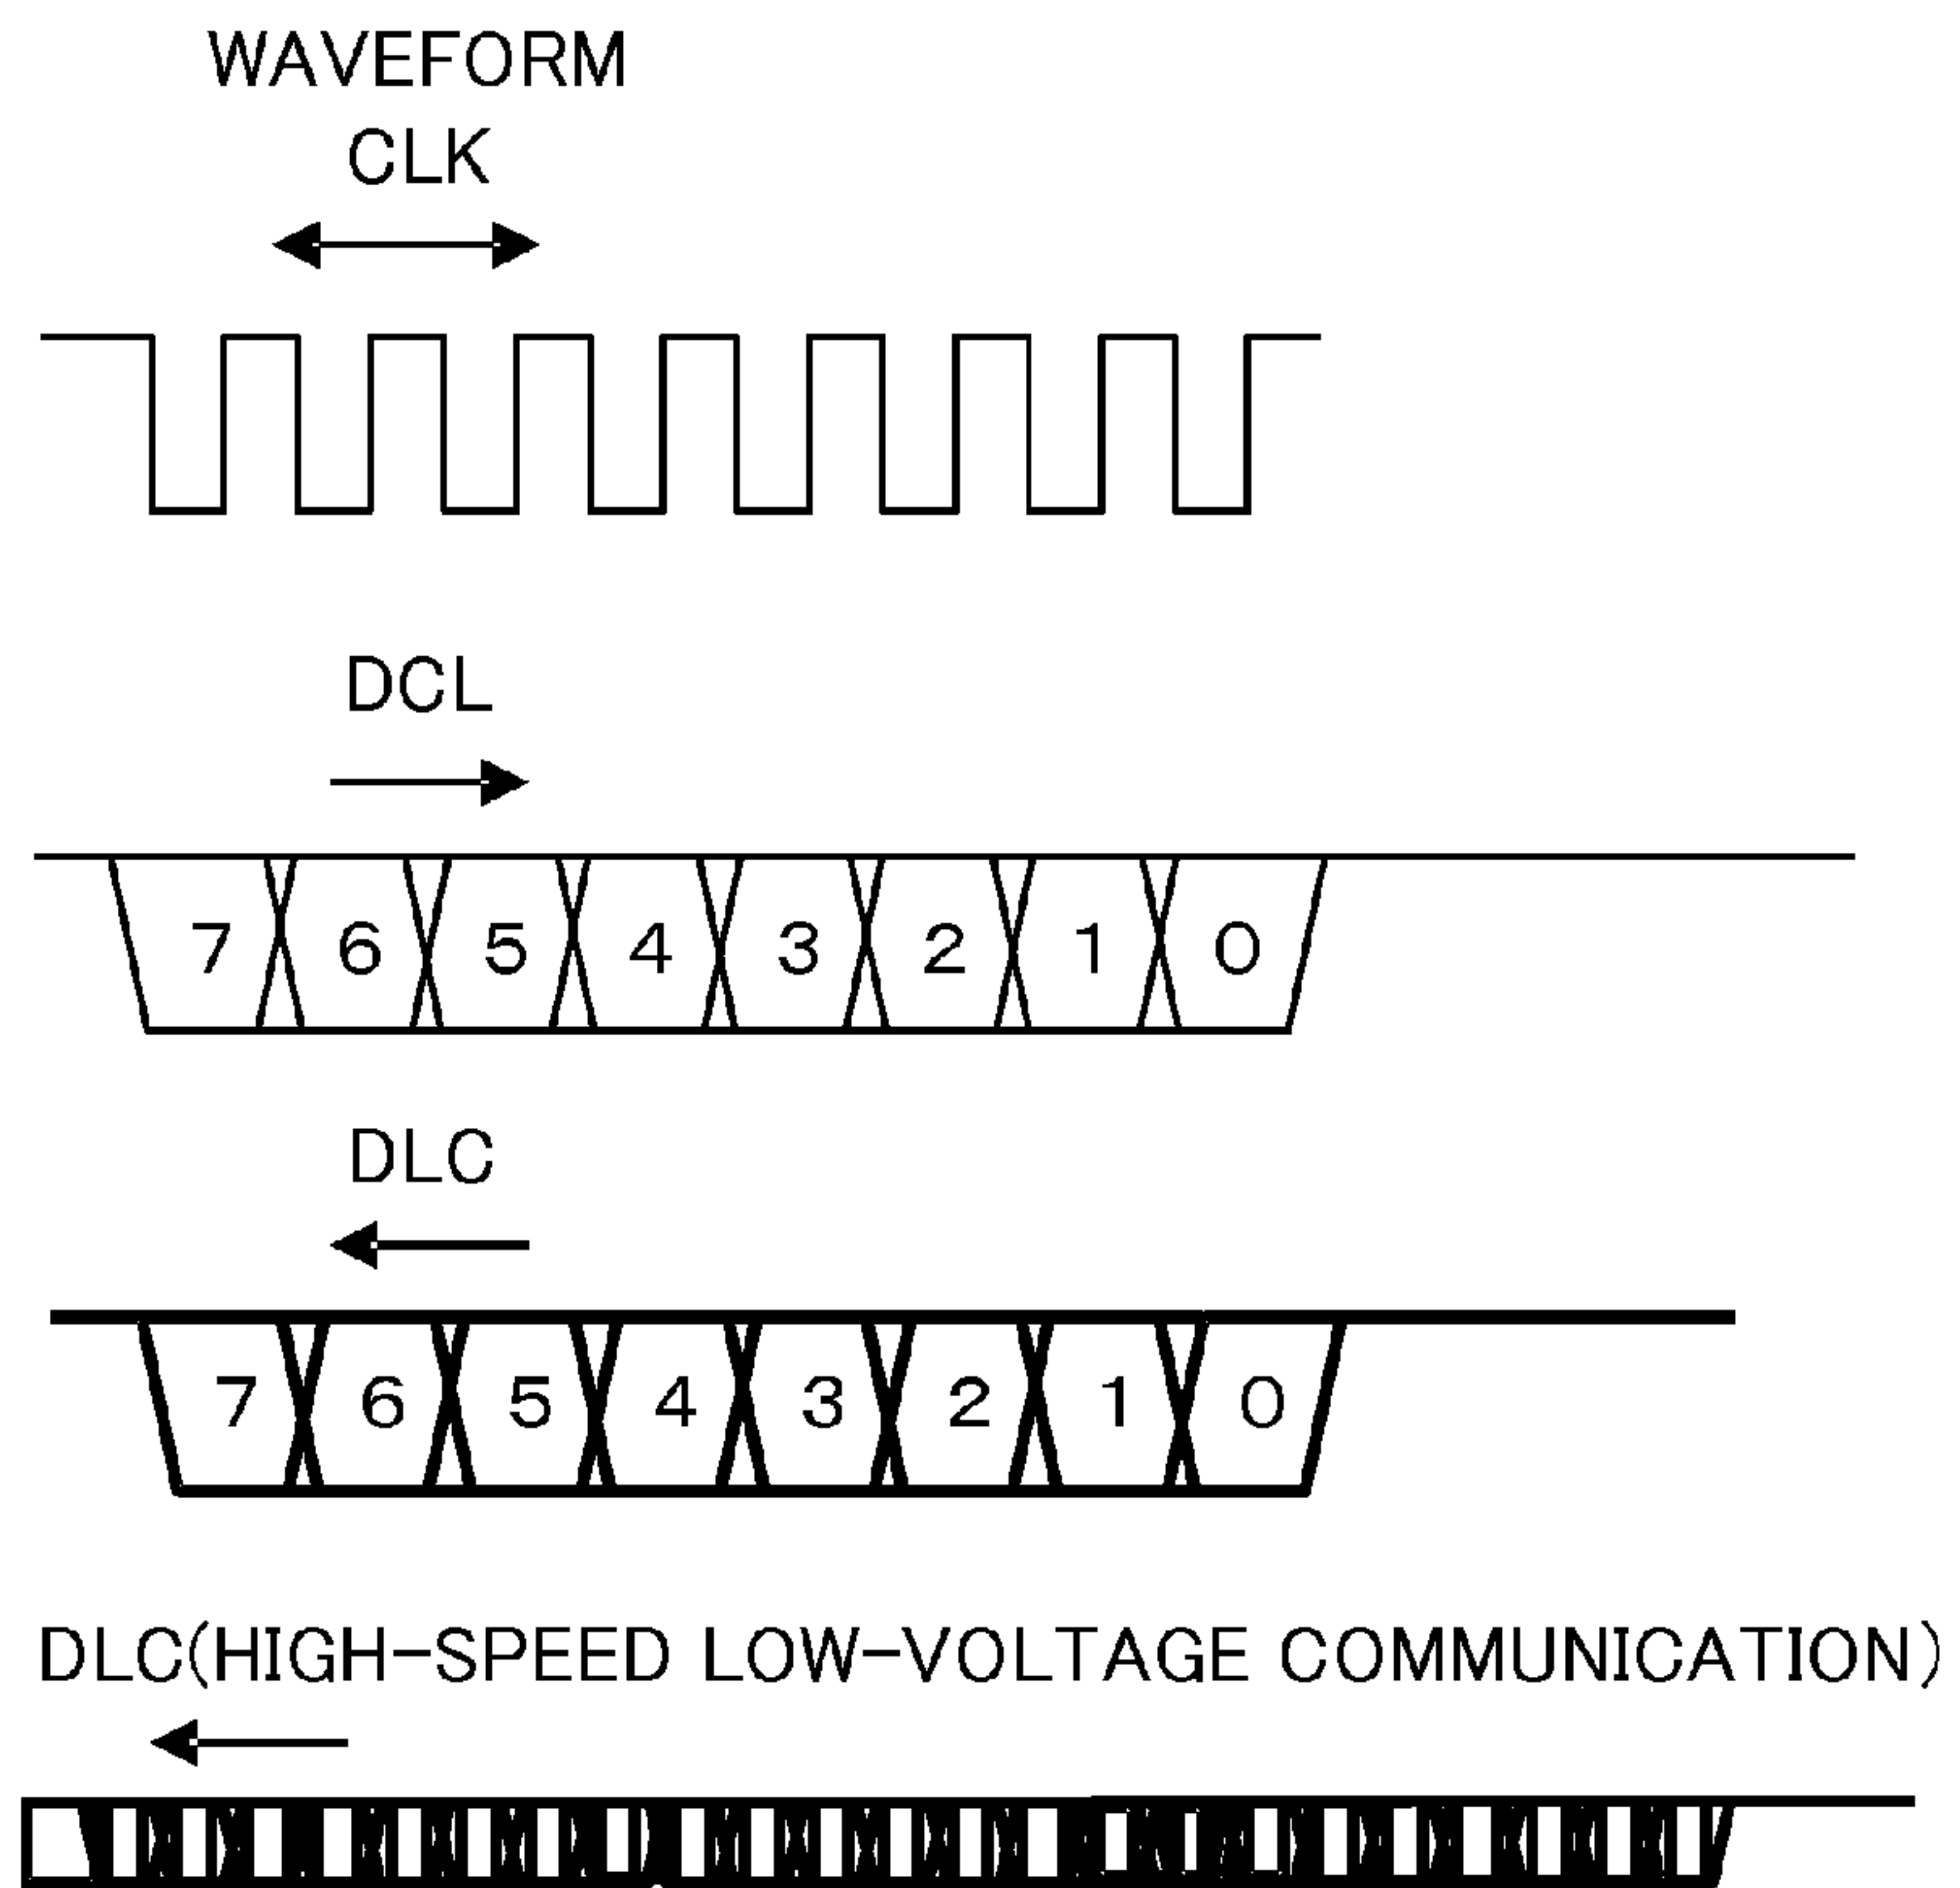 WAVEFORM
CLK
DCL
7 6 5 4 3 2 1 0
DLC
7 6 5 4 3 2 1 0
DLC(HIGH-SPEED LOW-VOLTAGE COMMUNICATION)